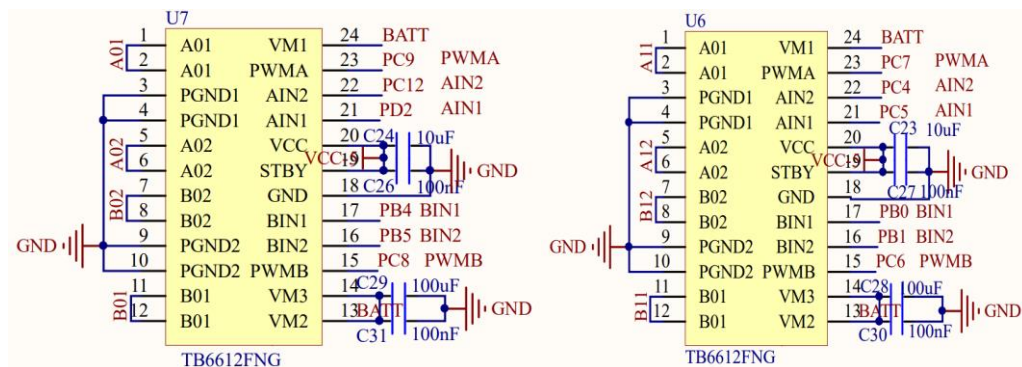 U7
1 A01 VM1 24 BATT
2 A01 PWMA 23 PC9 PWMA
3 PGND1 AIN2 22 PC12 AIN2
4 PGND1 AIN1 21 PD2 AIN1
5 A02 VCC 20 C24 10uF
6 A02 STBY 19 VCC-5 GND
7 B02 GND 18 C26 100nF
8 B02 BIN1 17 PB4 BIN1
9 PGND2 BIN2 16 PB5 BIN2
10 PGND2 PWMB 15 PC8 PWMB
11 B01 VM3 14 C29 100uF
12 B01 VM2 13 BATT GND
C31 100nF
A01
A02
B02
GND
B01
TB6612FNG
U6
1 A01 VM1 24 BATT
2 A01 PWMA 23 PC7 PWMA
3 PGND1 AIN2 22 PC4 AIN2
4 PGND1 AIN1 21 PC5 AIN1
5 A02 VCC 20 C23 10uF
6 A02 STBY 19 GND
7 B02 GND 18 C27 100nF
8 B02 BIN1 17 PB0 BIN1
9 PGND2 BIN2 16 PB1 BIN2
10 PGND2 PWMB 15 PC6 PWMB
11 B01 VM3 14 C28 100uF
12 B01 VM2 13 BATT GND
C30 100nF
A11
A12
B12
GND
B11
TB6612FNG